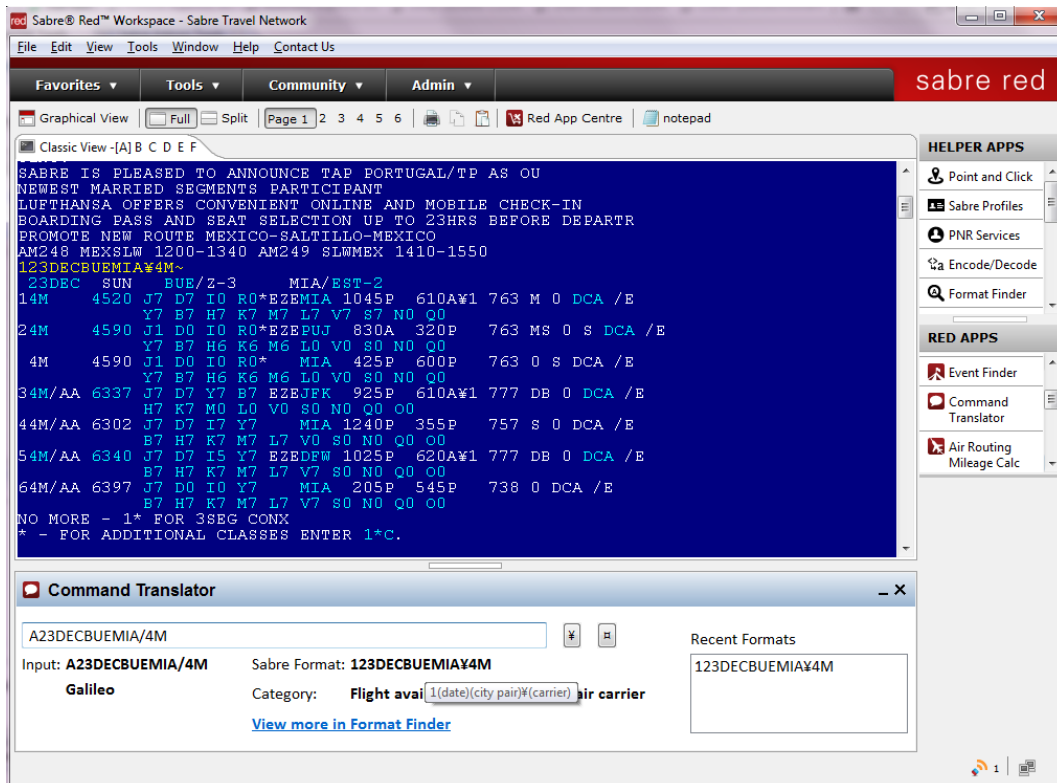 red Sabre® Red™ Workspace - Sabre Travel Network
File Edit View Tools Window Help Contact Us
Favorites Tools Community Admin sabre red
Graphical View Full Split Page 1 2 3 4 5 6 Red App Centre notepad
Classic View -[A] B C D E F
SABRE IS PLEASED TO ANNOUNCE TAP PORTUGAL/TP AS OU
NEWEST MARRIED SEGMENTS PARTICIPANT
LUFTHANSA OFFERS CONVENIENT ONLINE AND MOBILE CHECK-IN
BOARDING PASS AND SEAT SELECTION UP TO 23HRS BEFORE DEPARTR
PROMOTE NEW ROUTE MEXICO-SALTILLO-MEXICO
AM248 MEXSLW 1200-1340 AM249 SLWMEX 1410-1550
123DECBUEMIA¥4M~
23DEC SUN BUE/Z-3 MIA/EST-2
14M 4520 J7 D7 I0 R0*EZEMIA 1045P 610A¥1 763 M 0 DCA /E
Y7 B7 H7 K7 M7 L7 V7 S7 N0 Q0
24M 4590 J1 D0 I0 R0*EZEPUJ 830A 320P 763 MS 0 S DCA /E
Y7 B7 H6 K6 M6 L0 V0 S0 N0 Q0
4M 4590 J1 D0 I0 R0* MIA 425P 600P 763 0 S DCA /E
Y7 B7 H6 K6 M6 L0 V0 S0 N0 Q0
34M/AA 6337 J7 D7 Y7 B7 EZEJFK 925P 610A¥1 777 DB 0 DCA /E
H7 K7 M0 L0 V0 S0 N0 Q0 O0
44M/AA 6302 J7 D7 I7 Y7 MIA 1240P 355P 757 S 0 DCA /E
B7 H7 K7 M7 L7 V0 S0 N0 Q0 O0
54M/AA 6340 J7 D7 I5 Y7 EZEDFW 1025P 620A¥1 777 DB 0 DCA /E
B7 H7 K7 M7 L7 V7 S0 N0 Q0 O0
64M/AA 6397 J7 D0 I0 Y7 MIA 205P 545P 738 0 DCA /E
B7 H7 K7 M7 L7 V7 S0 N0 Q0 O0
NO MORE - 1* FOR 3SEG CONX
* - FOR ADDITIONAL CLASSES ENTER 1*C.
HELPER APPS
Point and Click
Sabre Profiles
PNR Services
Encode/Decode
Format Finder
RED APPS
Event Finder
Command
Translator
Air Routing
Mileage Calc
Command Translator
A23DECBUEMIA/4M ¥ ¤
Input: A23DECBUEMIA/4M
Galileo
Sabre Format: 123DECBUEMIA¥4M
Category: Flight air carrier
1(date)(city pair)¥(carrier)
View more in Format Finder
Recent Formats
123DECBUEMIA¥4M
1